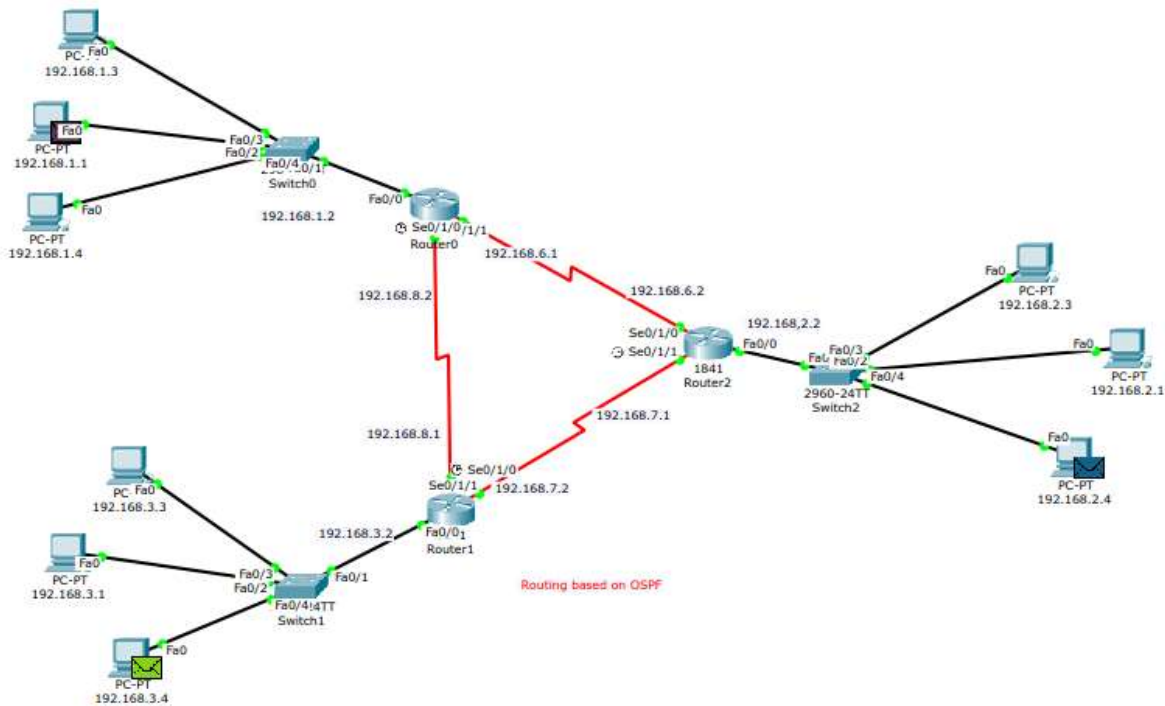 Fa0
192.168.1.3
Fa0
PC-PT
192.168.1.1
Fa0
PC-PT
192.168.1.4
Fa0/3
Fa0/2
Fa0/4
Switch0
192.168.1.2
Fa0/0
Se0/1/0
Router0
192.168.6.1
192.168.8.2
192.168.6.2
Se0/1/0
Se0/1/1
1841
Router2
Fa0/0
192.168,2.2
Fa0/3
Fa0/2
Fa0/4
2960-24TT
Switch2
Fa0
PC-PT
192.168.2.3
Fa0
PC-PT
192.168.2.1
Fa0
PC-PT
192.168.2.4
192.168.7.1
192.168.8.1
Se0/1/0
Se0/1/1
192.168.7.2
192.168.3.2
Fa0/0
Router1
Fa0
192.168.3.3
Fa0
PC-PT
192.168.3.1
Fa0/3
Fa0/2
Fa0/4
Fa0/1
Switch1
Fa0
PC-PT
192.168.3.4
Routing based on OSPF